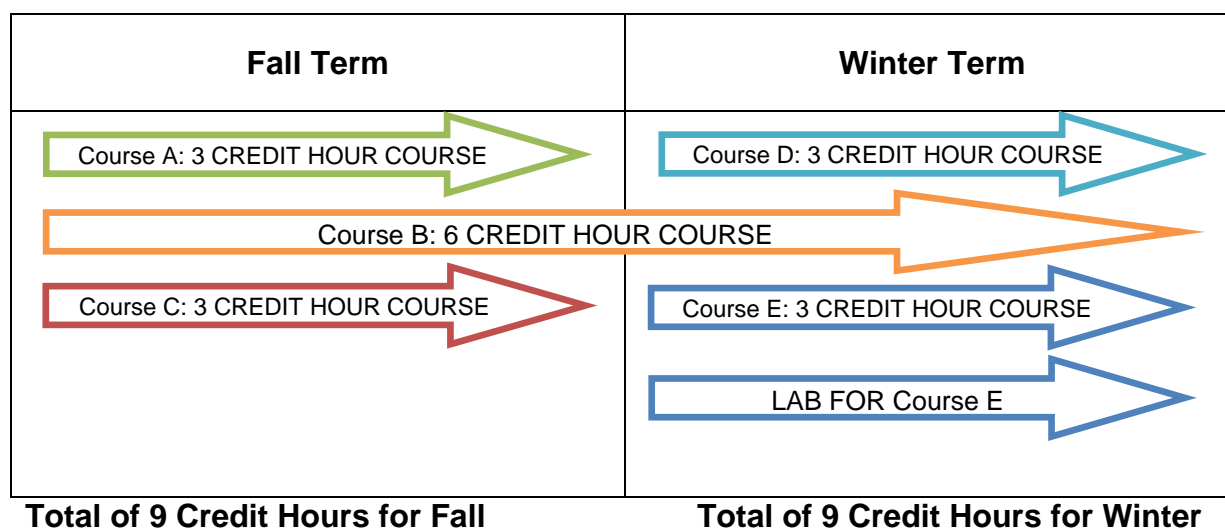 Fall Term
Winter Term
Course A: 3 CREDIT HOUR COURSE
Course D: 3 CREDIT HOUR COURSE
Course B: 6 CREDIT HOUR COURSE
Course C: 3 CREDIT HOUR COURSE
Course E: 3 CREDIT HOUR COURSE
LAB FOR Course E
Total of 9 Credit Hours for Fall
Total of 9 Credit Hours for Winter